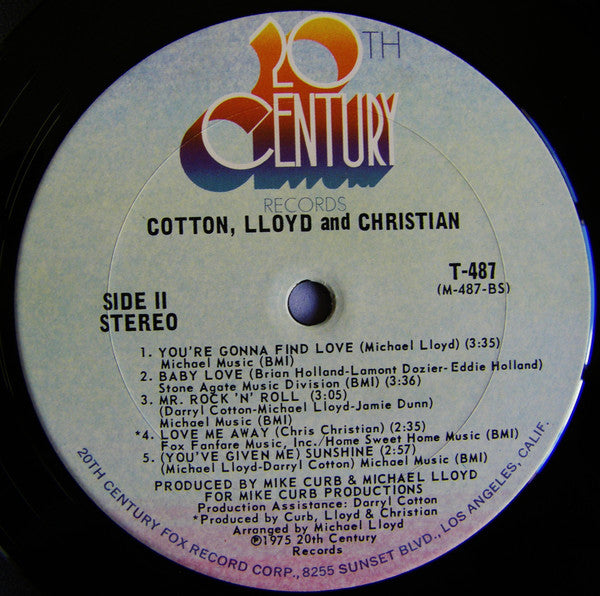 20TH
CENTURY
RECORDS
COTTON, LLOYD and CHRISTIAN
T-487
(M-487-BS)
SIDE II
STEREO
1. YOU'RE GONNA FIND LOVE (Michael Lloyd) (3:35)
Michael Music (BMI)
2. BABY LOVE (Brian Holland-Lamont Dozier-Eddie Holland)
Stone Agate Music Division (BMI) (3:36)
3. MR. ROCK 'N' ROLL (3:05)
(Darryl Cotton-Michael Lloyd-Jamie Dunn)
Michael Music (BMI)
*4. LOVE ME AWAY (Chris Christian) (2:35)
Fox Fanfare Music, Inc./Home Sweet Home Music (BMI)
5. (YOU'VE GIVEN ME) SUNSHINE (2:57)
(Michael Lloyd-Darryl Cotton) Michael Music (BMI)
PRODUCED BY MIKE CURB & MICHAEL LLOYD
FOR MIKE CURB PRODUCTIONS
Production Assistance: Darryl Cotton
*Produced by Curb, Lloyd & Christian
Arranged by Michael Lloyd
Ⓟ1975 20th Century
Records
20TH CENTURY FOX RECORD CORP., 8255 SUNSET BLVD., LOS ANGELES, CALIF.